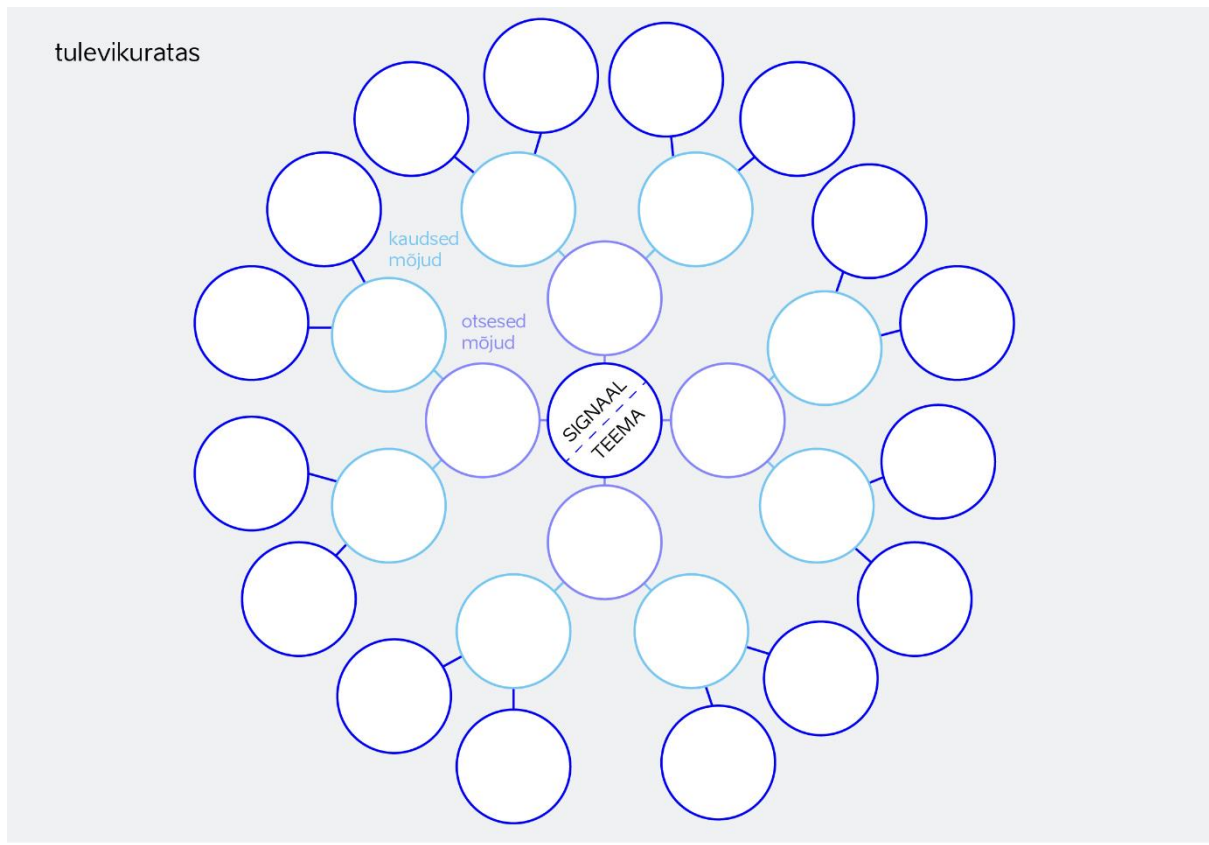 tulevikuratas
kaudsed
mõjud
otsesed
mõjud
SIGNAAL
TEEMA